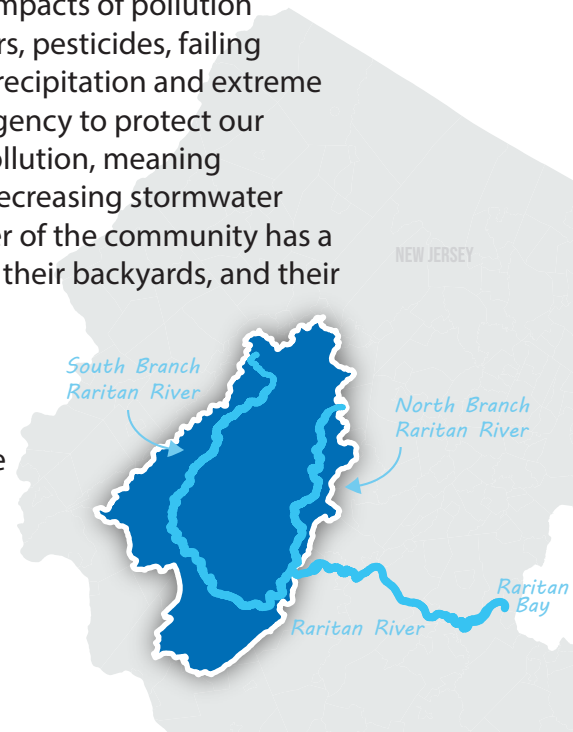 mpacts of pollution
rs, pesticides, failing
recipitation and extreme
gency to protect our
ollution, meaning
decreasing stormwater
er of the community has a
their backyards, and their
NEW JERSEY
South Branch
Raritan River
North Branch
Raritan River
e
Raritan
Bay
Raritan River